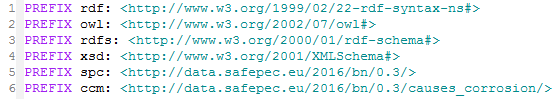 1 PREFIX rdf: <http://www.w3.org/1999/02/22-rdf-syntax-ns#>
2 PREFIX owl: <http://www.w3.org/2002/07/owl#>
3 PREFIX rdfs: <http://www.w3.org/2000/01/rdf-schema#>
4 PREFIX xsd: <http://www.w3.org/2001/XMLSchema#>
5 PREFIX spc: <http://data.safepec.eu/2016/bn/0.3/>
6 PREFIX ccm: <http://data.safepec.eu/2016/bn/0.3/causes_corrosion/>